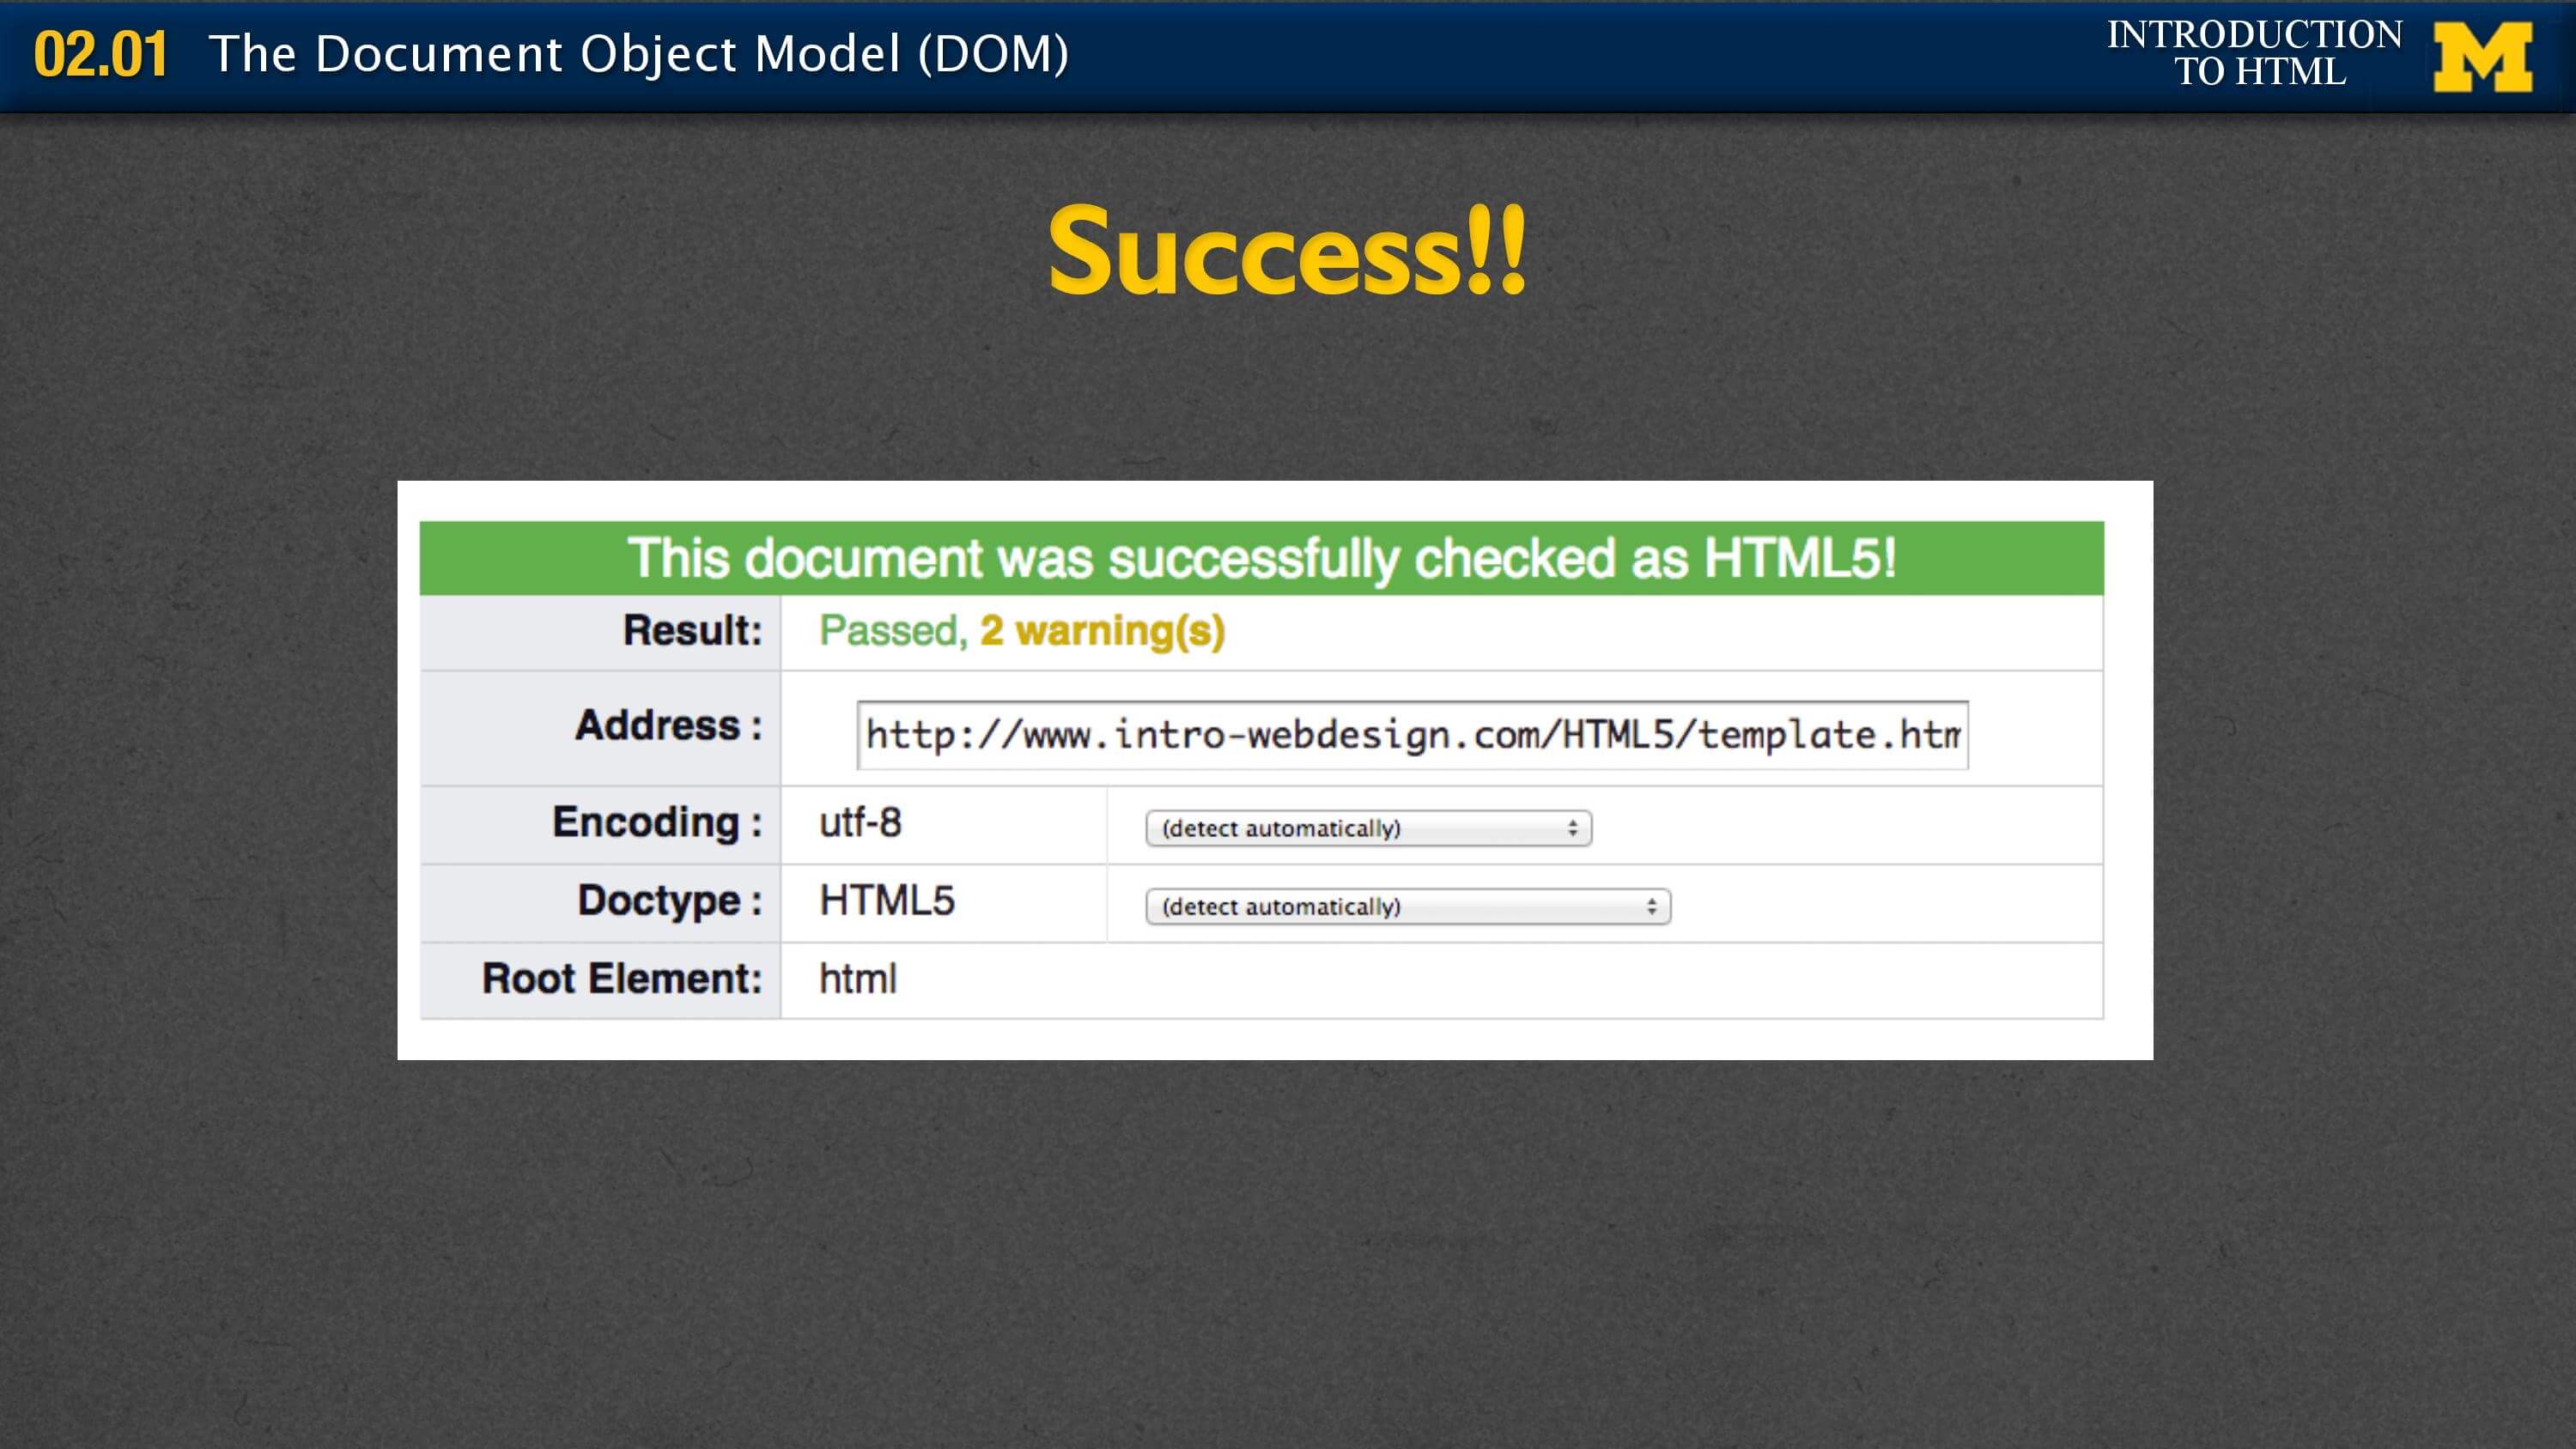 02.01 The Document Object Model (DOM)
INTRODUCTION
TO HTML
M
Success!!
This document was successfully checked as HTML5!
Result: Passed, 2 warning(s)
Address : http://www.intro-webdesign.com/HTML5/template.htm
Encoding : utf-8 (detect automatically)
Doctype : HTML5 (detect automatically)
Root Element: html